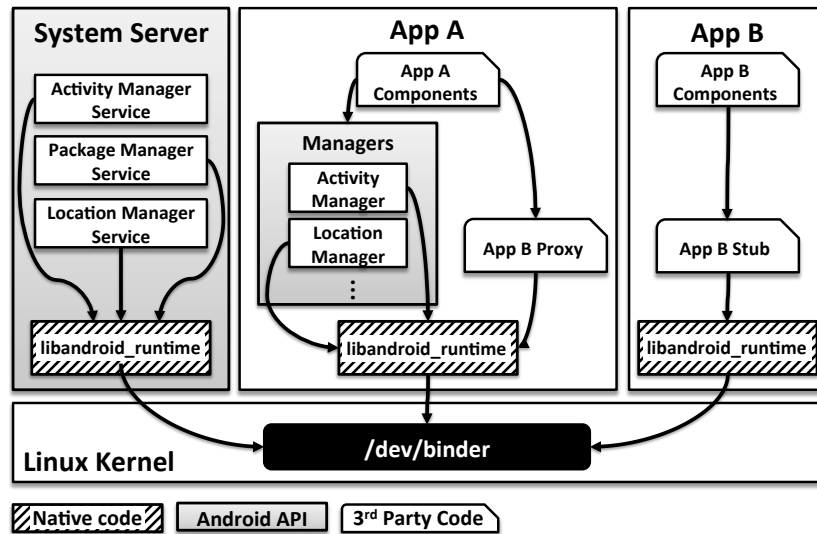 System Server
Activity Manager
Service
Package Manager
Service
Location Manager
Service
libandroid_runtime
App A
App A
Components
Managers
Activity
Manager
Location
Manager
...
App B Proxy
libandroid_runtime
App B
App B
Components
App B Stub
libandroid_runtime
Linux Kernel
/dev/binder
Native code
Android API
3rd Party Code